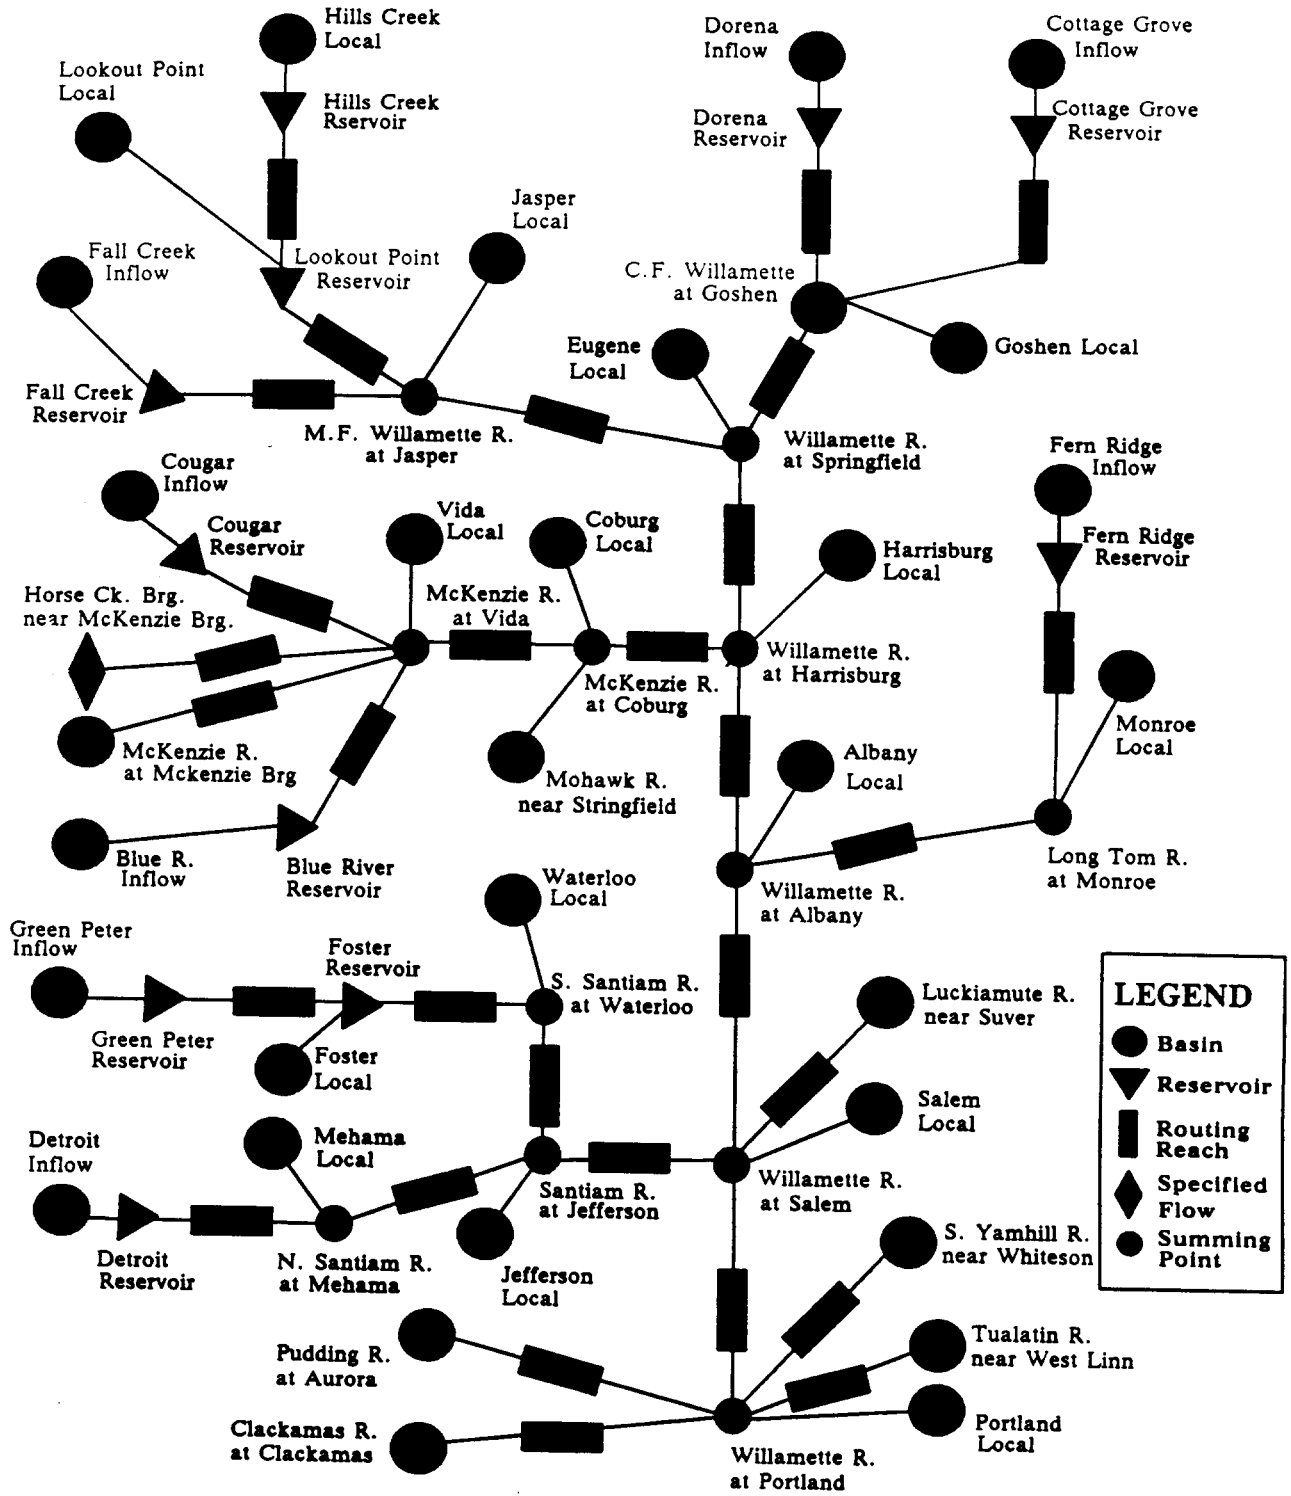 Hills Creek
Local
Lookout Point
Local
Hills Creek
Rservoir
Dorena
Inflow
Dorena
Reservoir
Cottage Grove
Inflow
Cottage Grove
Reservoir
Jasper
Local
Fall Creek
Inflow
Lookout Point
Reservoir
C.F. Willamette
at Goshen
Goshen Local
Eugene
Local
Fall Creek
Reservoir
M.F. Willamette R.
at Jasper
Willamette R.
at Springfield
Fern Ridge
Inflow
Fern Ridge
Reservoir
Cougar
Inflow
Cougar
Reservoir
Vida
Local
Coburg
Local
Harrisburg
Local
Horse Ck. Brg.
near McKenzie Brg.
McKenzie R.
at Vida
McKenzie R.
at Coburg
Willamette R.
at Harrisburg
Monroe
Local
McKenzie R.
at Mckenzie Brg
Mohawk R.
near Stringfield
Albany
Local
Blue R.
Inflow
Blue River
Reservoir
Long Tom R.
at Monroe
Waterloo
Local
Willamette R.
at Albany
Green Peter
Inflow
Foster
Reservoir
Green Peter
Reservoir
Foster
Local
S. Santiam R.
at Waterloo
Luckiamute R.
near Suver
Salem
Local
Detroit
Inflow
Mehama
Local
Detroit
Reservoir
N. Santiam R.
at Mehama
Santiam R.
at Jefferson
Jefferson
Local
Willamette R.
at Salem
S. Yamhill R.
near Whiteson
Pudding R.
at Aurora
Tualatin R.
near West Linn
Clackamas R.
at Clackamas
Portland
Local
Willamette R.
at Portland
LEGEND
Basin
Reservoir
Routing
Reach
Specified
Flow
Summing
Point